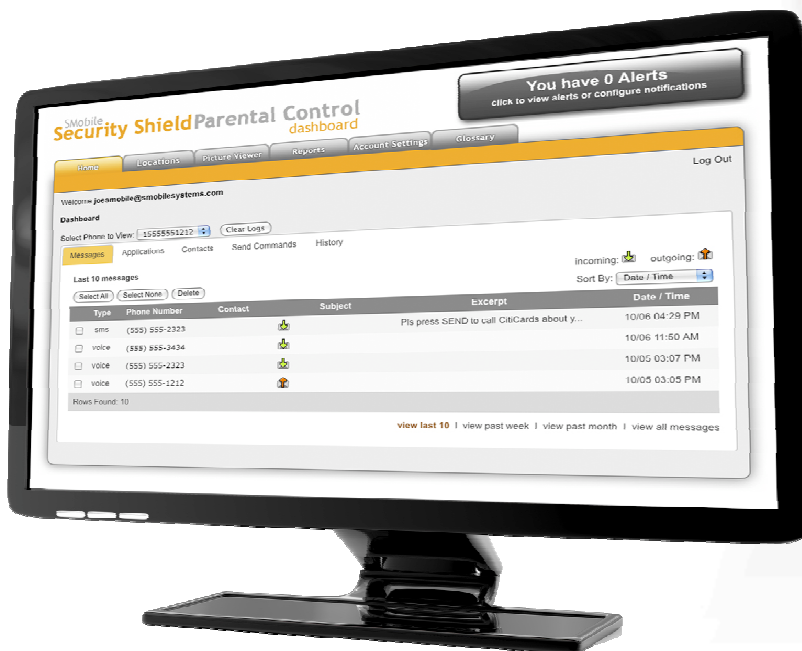 You have 0 Alerts
click to view alerts or configure notifications
SMobile
Security Shield Parental Control
dashboard
Home Locations Picture Viewer Reports Account Settings Glossary
Log Out
Welcome joesmobile@smobilesystems.com
Dashboard
Select Phone to View: 15555551212 Clear Logs
Messages Applications Contacts Send Commands History
Incoming: outgoing:
Last 10 messages
Sort By: Date / Time
Select All Select None Delete
Type Phone Number Contact Subject Excerpt Date / Time
sms (555) 555-2323 Pls press SEND to call CitiCards about y... 10/06 04:29 PM
voice (555) 555-3434 10/06 11:50 AM
voice (555) 555-2323 10/05 03:07 PM
voice (555) 555-1212 10/05 03:05 PM
Rows Found: 10
view last 10 | view past week | view past month | view all messages